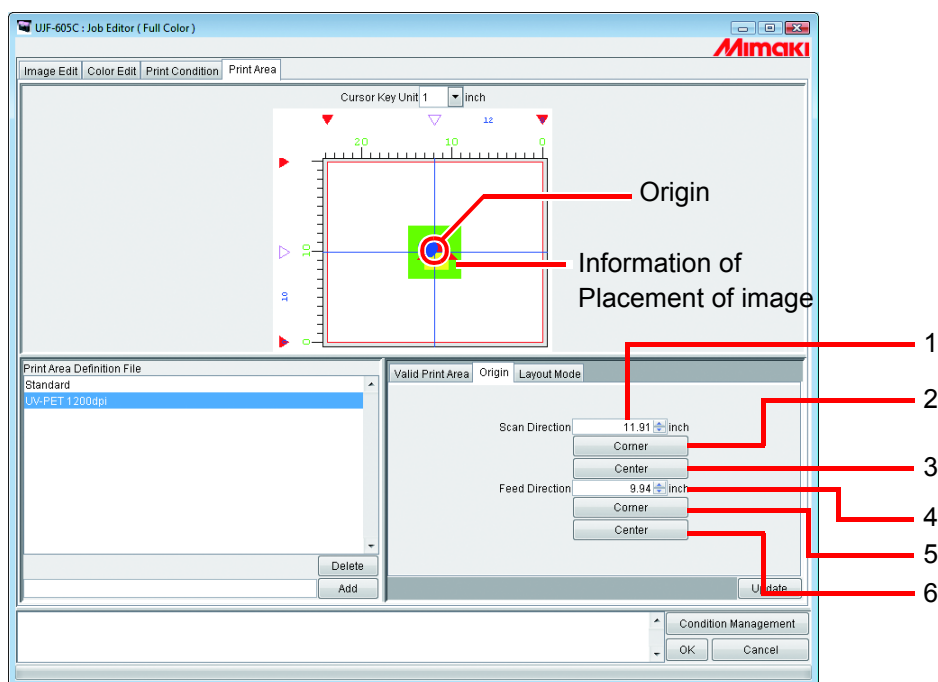 UJF-605C : Job Editor ( Full Color )
Mimaki
Image Edit Color Edit Print Condition Print Area
Cursor Key Unit 1 inch
12
20 10 0
Origin
10
Information of
Placement of image
10
0
1
Print Area Definition File
Standard
UV-PET 1200dpi
Valid Print Area Origin Layout Mode
2
Scan Direction 11.91 inch
Corner
Center
3
Feed Direction 9.94 inch
4
Corner
Center
5
Delete
6
Add
Update
Condition Management
OK Cancel